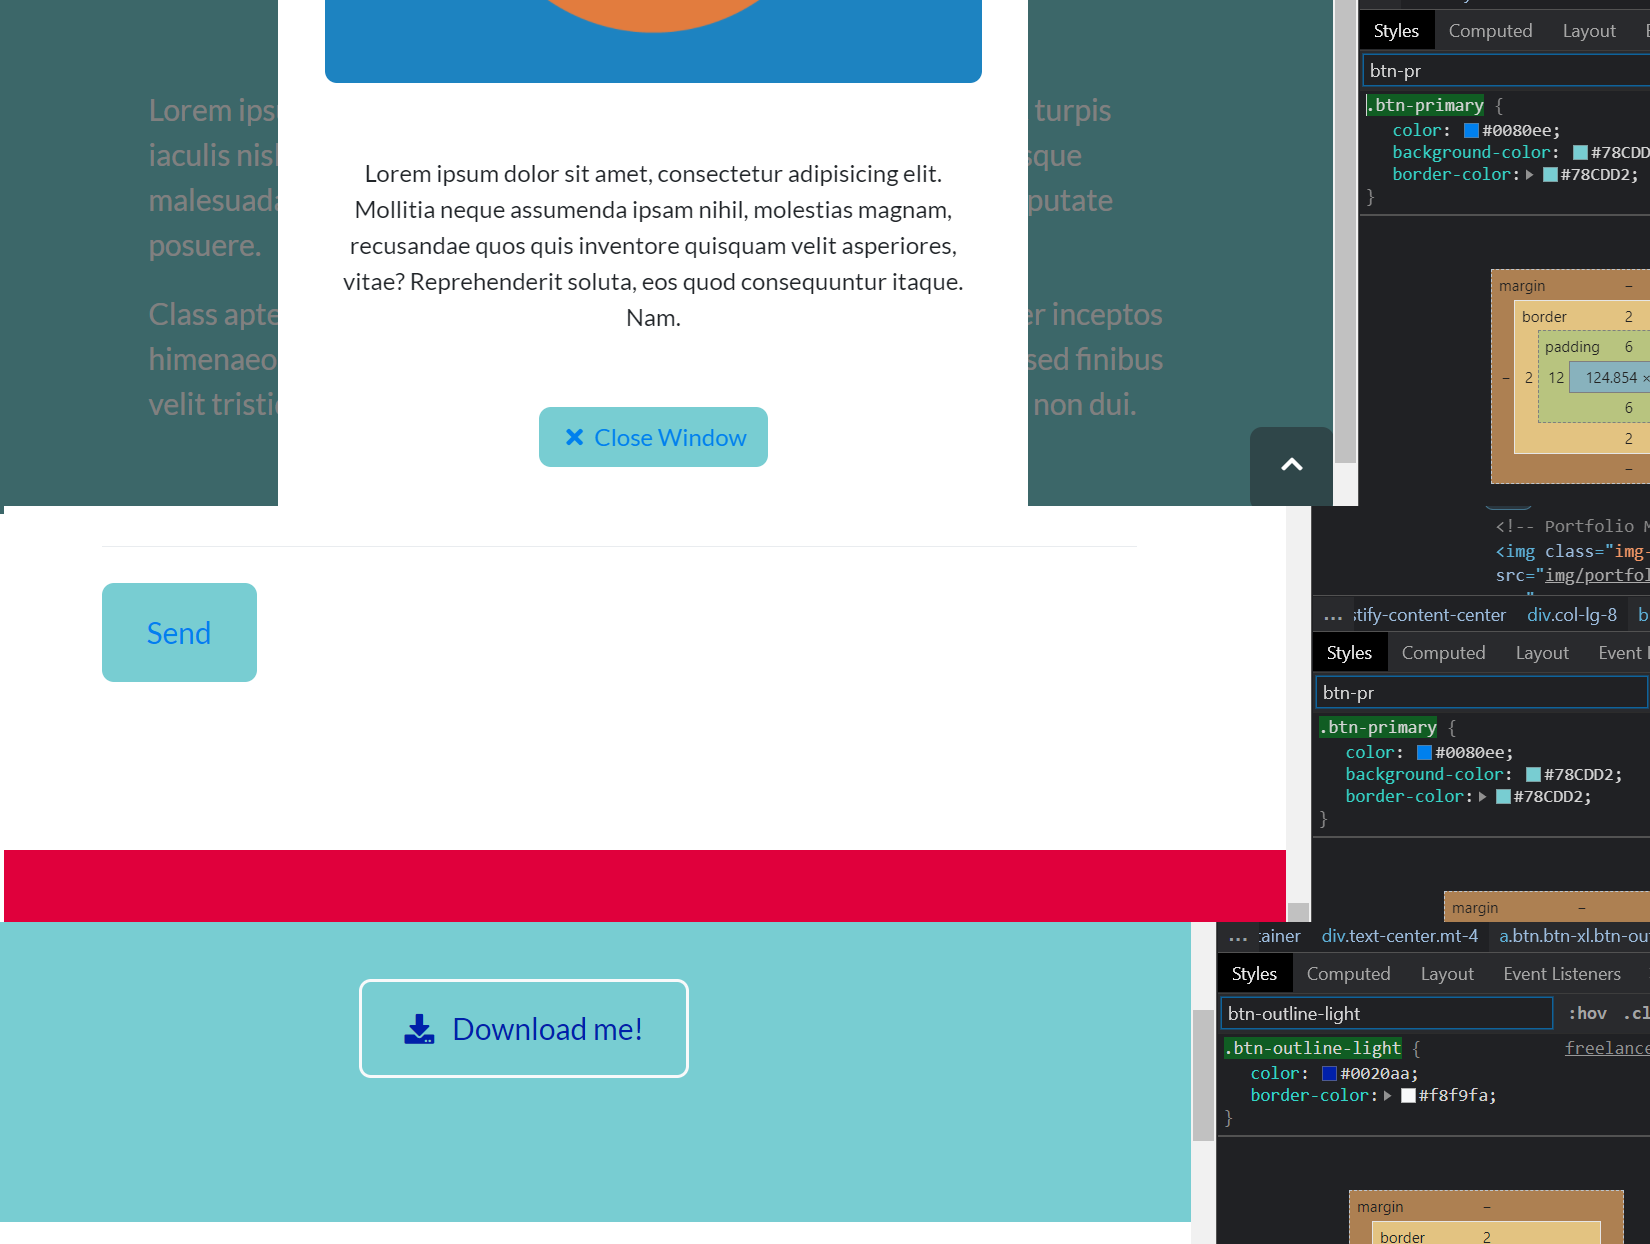 Lorem ips
turpis
iaculis nisl
sque
malesuada
putate
posuere.
Class apte
er inceptos
himenaeo
sed finibus
velit tristic
non dui.
Lorem ipsum dolor sit amet, consectetur adipisicing elit.
Mollitia neque assumenda ipsam nihil, molestias magnam,
recusandae quos quis inventore quisquam velit asperiores,
vitae? Reprehenderit soluta, eos quod consequuntur itaque.
Nam.
Close Window
Styles Computed Layout
btn-pr
.btn-primary {
color: #0080ee;
background-color: #78CDD
border-color: #78CDD2;
}
margin –
border 2
padding 6
– 2 12 124.854 ×
6
2
–
Send
<!-- Portfolio M
<img class="img-
src="img/portfol
... stify-content-center div.col-lg-8 b
Styles Computed Layout Event
btn-pr
.btn-primary {
color: #0080ee;
background-color: #78CDD2;
border-color: #78CDD2;
}
margin –
Download me!
... tainer div.text-center.mt-4 a.btn.btn-xl.btn-ou
Styles Computed Layout Event Listeners
btn-outline-light :hov .cl
.btn-outline-light { freelance
color: #0020aa;
border-color: #f8f9fa;
}
margin –
border 2